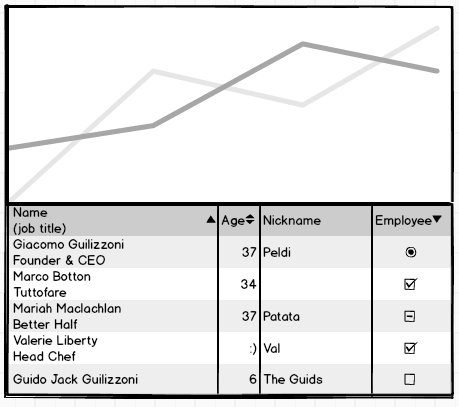 Name
(job title) Age Nickname Employee
Giacomo Guilizzoni
Founder & CEO 37 Peldi
Marco Botton
Tuttofare 34
Mariah Maclachlan
Better Half 37 Patata
Valerie Liberty
Head Chef :) Val
Guido Jack Guilizzoni 6 The Guids